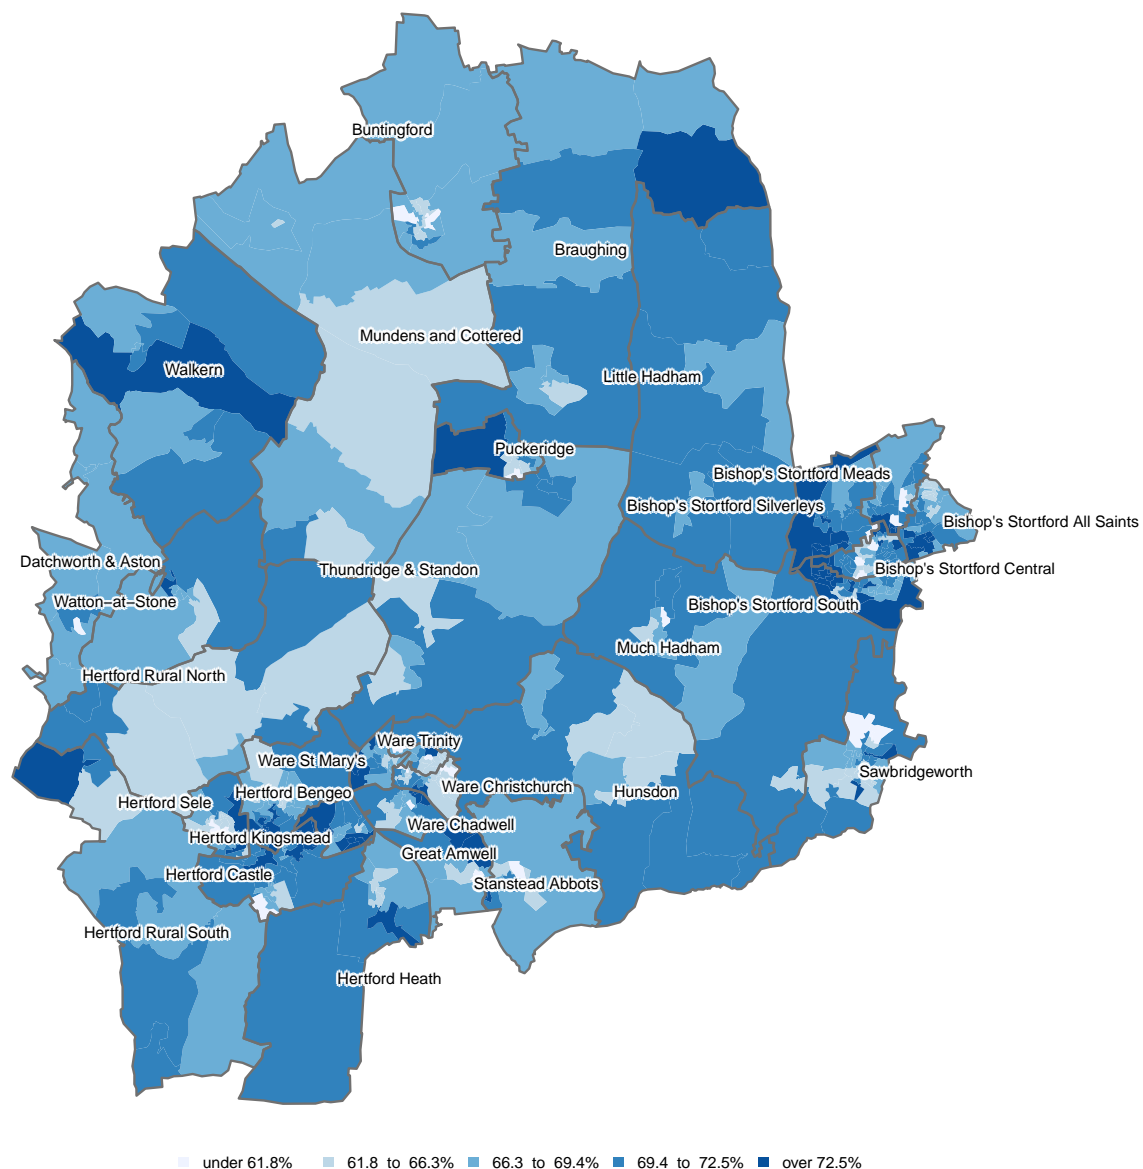 Buntingford
Braughing
Mundens and Cottered
Walkern
Little Hadham
Puckeridge
Bishop's Stortford Meads
Bishop's Stortford Silverleys
Bishop's Stortford All Saints
Datchworth & Aston
Thundridge & Standon
Bishop's Stortford Central
Watton−at−Stone
Bishop's Stortford South
Much Hadham
Hertford Rural North
Ware Trinity
Ware St Mary's
Sawbridgeworth
Ware Christchurch
Hertford Bengeo
Hunsdon
Hertford Sele
Ware Chadwell
Hertford Kingsmead
Great Amwell
Hertford Castle
Stanstead Abbots
Hertford Rural South
Hertford Heath
under 61.8% 61.8 to 66.3% 66.3 to 69.4% 69.4 to 72.5% over 72.5%